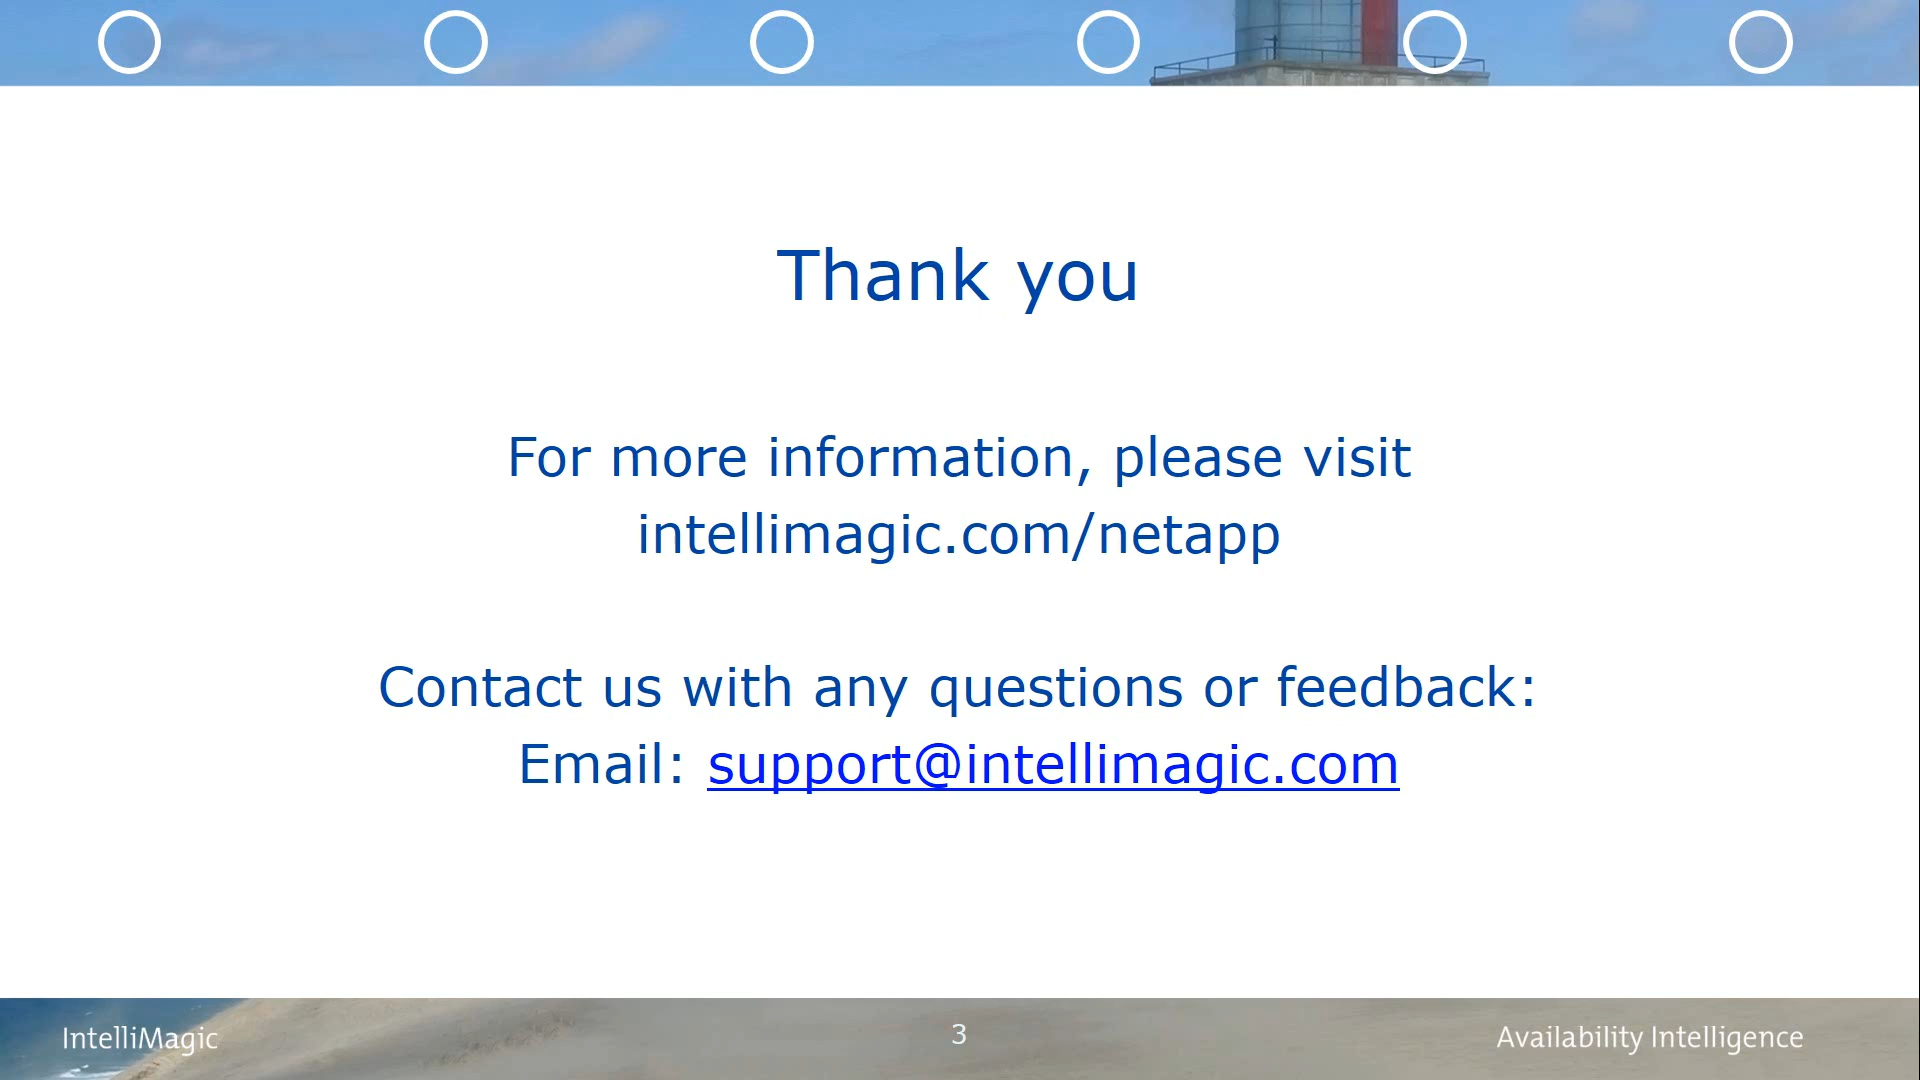 Thank you
For more information, please visit
intellimagic.com/netapp
Contact us with any questions or feedback:
Email: support@intellimagic.com
IntelliMagic
3
Availability Intelligence